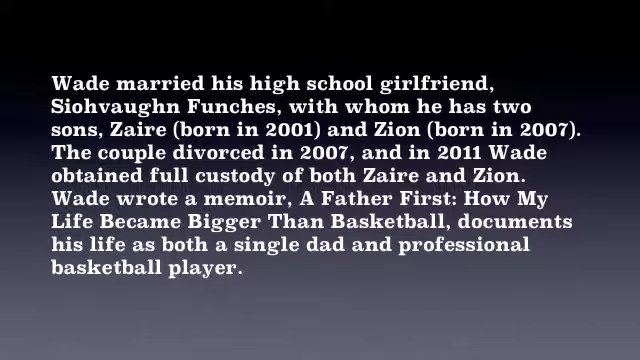 Wade married his high school girlfriend,
Siohvaughn Funches, with whom he has two
sons, Zaire (born in 2001) and Zion (born in 2007).
The couple divorced in 2007, and in 2011 Wade
obtained full custody of both Zaire and Zion.
Wade wrote a memoir, A Father First: How My
Life Became Bigger Than Basketball, documents
his life as both a single dad and professional
basketball player.